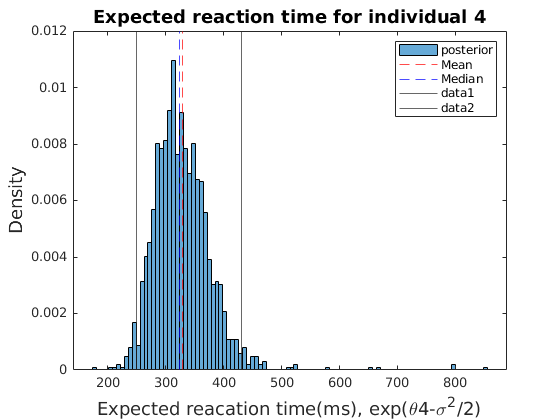 Expected reaction time for individual 4
0.012
0.01
0.008
0.006
0.004
0.002
0
Density
posterior
Mean
Median
data1
data2
200 300 400 500 600 700 800
Expected reacation time(ms), exp(θ4-σ²/2)